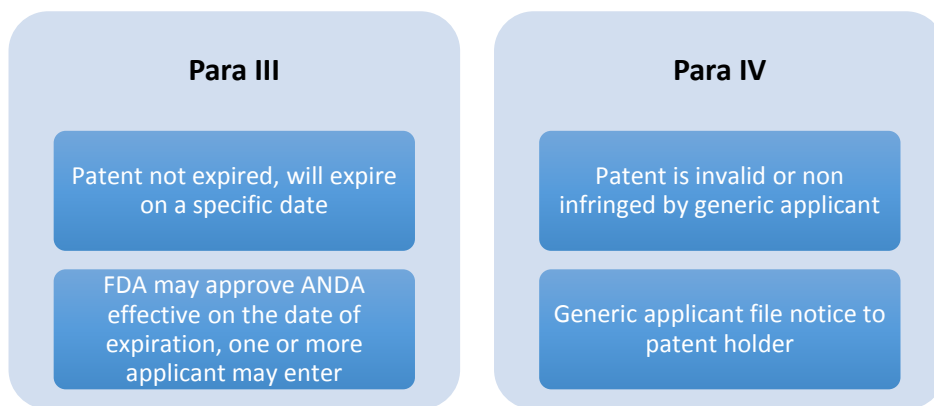 Para III
Patent not expired, will expire
on a specific date
FDA may approve ANDA
effective on the date of
expiration, one or more
applicant may enter
Para IV
Patent is invalid or non
infringed by generic applicant
Generic applicant file notice to
patent holder